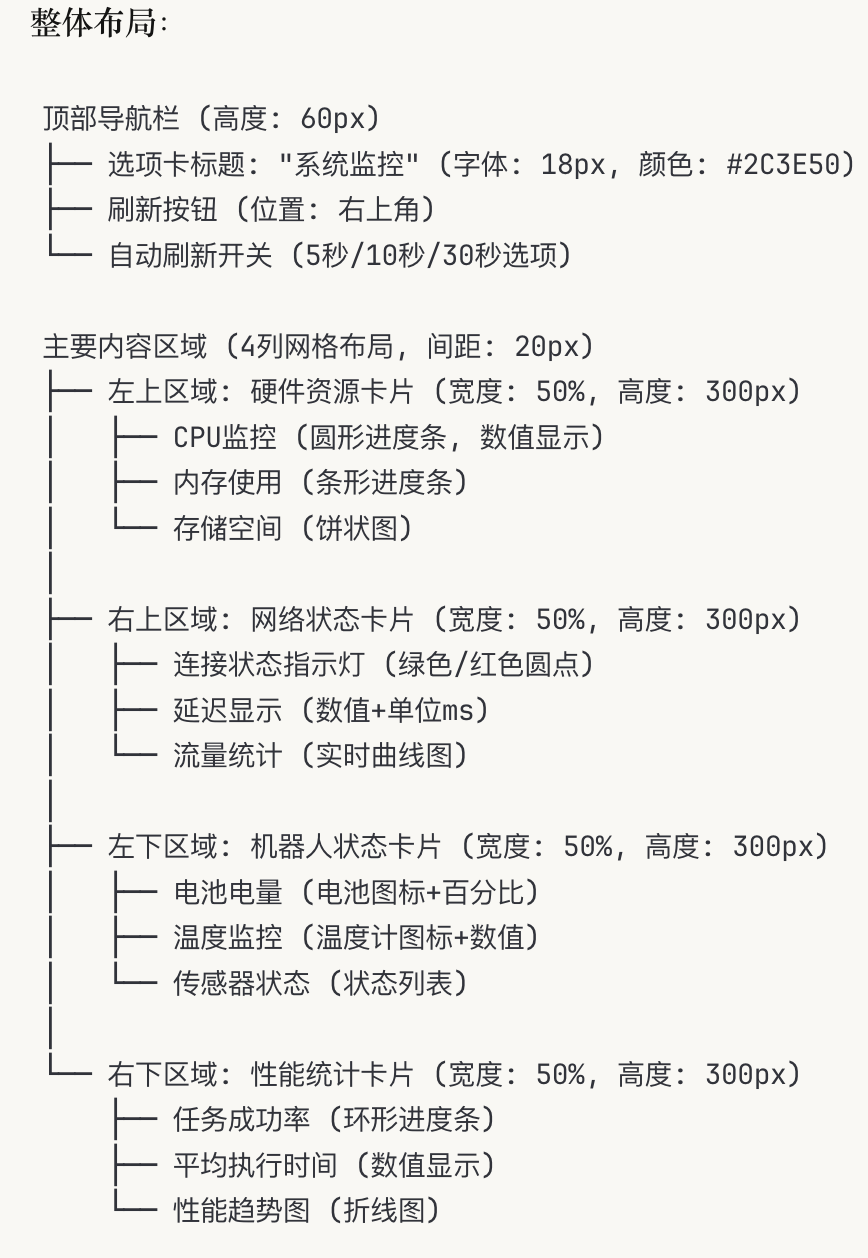 整体布局:
顶部导航栏 (高度: 60px)
├── 选项卡标题: "系统监控" (字体: 18px, 颜色: #2C3E50)
├── 刷新按钮 (位置: 右上角)
└── 自动刷新开关 (5秒/10秒/30秒选项)
主要内容区域 (4列网格布局, 间距: 20px)
├── 左上区域: 硬件资源卡片 (宽度: 50%, 高度: 300px)
│   ├── CPU监控 (圆形进度条, 数值显示)
│   ├── 内存使用 (条形进度条)
│   └── 存储空间 (饼状图)
│
├── 右上区域: 网络状态卡片 (宽度: 50%, 高度: 300px)
│   ├── 连接状态指示灯 (绿色/红色圆点)
│   ├── 延迟显示 (数值+单位ms)
│   └── 流量统计 (实时曲线图)
│
├── 左下区域: 机器人状态卡片 (宽度: 50%, 高度: 300px)
│   ├── 电池电量 (电池图标+百分比)
│   ├── 温度监控 (温度计图标+数值)
│   └── 传感器状态 (状态列表)
│
└── 右下区域: 性能统计卡片 (宽度: 50%, 高度: 300px)
    ├── 任务成功率 (环形进度条)
    ├── 平均执行时间 (数值显示)
    └── 性能趋势图 (折线图)